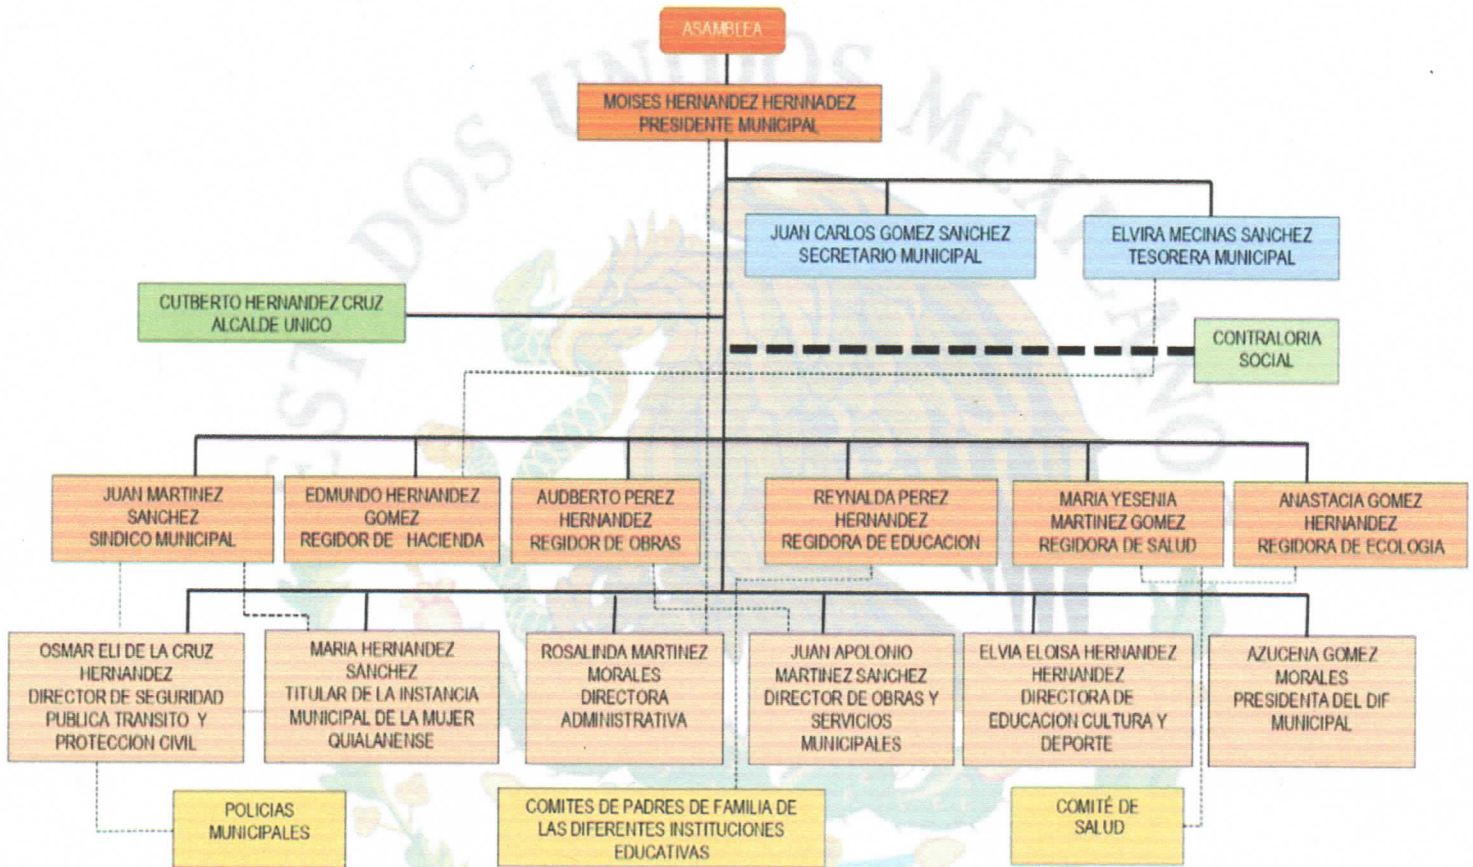 ESTADOS UNIDOS MEXICANOS
ASAMBLEA
MOISES HERNANDEZ HERNNADEZ
PRESIDENTE MUNICIPAL
JUAN CARLOS GOMEZ SANCHEZ
SECRETARIO MUNICIPAL
ELVIRA MECINAS SANCHEZ
TESORERA MUNICIPAL
CUTBERTO HERNANDEZ CRUZ
ALCALDE UNICO
CONTRALORIA
SOCIAL
JUAN MARTINEZ
SANCHEZ
SINDICO MUNICIPAL
EDMUNDO HERNANDEZ
GOMEZ
REGIDOR DE HACIENDA
AUDBERTO PEREZ
HERNANDEZ
REGIDOR DE OBRAS
REYNALDA PEREZ
HERNANDEZ
REGIDORA DE EDUCACION
MARIA YESENIA
MARTINEZ GOMEZ
REGIDORA DE SALUD
ANASTACIA GOMEZ
HERNANDEZ
REGIDORA DE ECOLOGIA
OSMAR ELI DE LA CRUZ
HERNANDEZ
DIRECTOR DE SEGURIDAD
PUBLICA TRANSITO Y
PROTECCION CIVIL
MARIA HERNANDEZ
SANCHEZ
TITULAR DE LA INSTANCIA
MUNICIPAL DE LA MUJER
QUIALANENSE
ROSALINDA MARTINEZ
MORALES
DIRECTORA
ADMINISTRATIVA
JUAN APOLONIO
MARTINEZ SANCHEZ
DIRECTOR DE OBRAS Y
SERVICIOS
MUNICIPALES
ELVIA ELOISA HERNANDEZ
HERNANDEZ
DIRECTORA DE
EDUCACION CULTURA Y
DEPORTE
AZUCENA GOMEZ
MORALES
PRESIDENTA DEL DIF
MUNICIPAL
POLICIAS
MUNICIPALES
COMITES DE PADRES DE FAMILIA DE
LAS DIFERENTES INSTITUCIONES
EDUCATIVAS
COMITÉ DE
SALUD